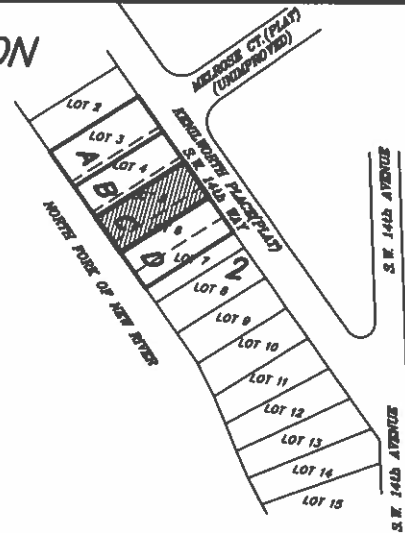 ON
MELROSE CT.(PLAT)
(UNIMPROVED)
LOT 2
LOT 3
A
LOT 4
B
KENILWORTH PLACE(PLAT)
S.W. 14th WAY
5
C
6
D
LOT 7
2
LOT 8
LOT 9
LOT 10
LOT 11
LOT 12
LOT 13
LOT 14
LOT 15
NORTH FORK OF NEW RIVER
S.W. 14th AVENUE
S.W. 14th AVENUE